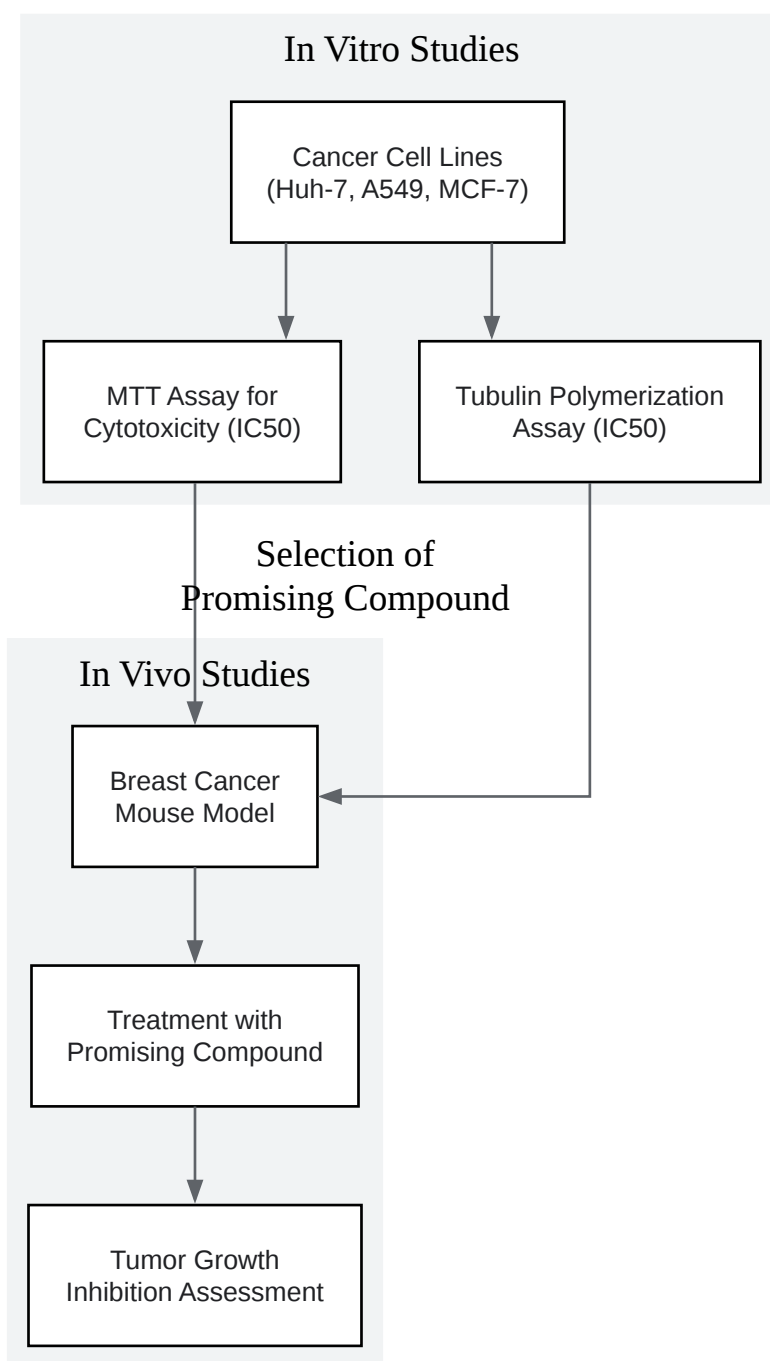 In Vitro Studies
Cancer Cell Lines
(Huh-7, A549, MCF-7)
MTT Assay for
Cytotoxicity (IC50)
Tubulin Polymerization
Assay (IC50)
Selection of
Promising Compound
In Vivo Studies
Breast Cancer
Mouse Model
Treatment with
Promising Compound
Tumor Growth
Inhibition Assessment